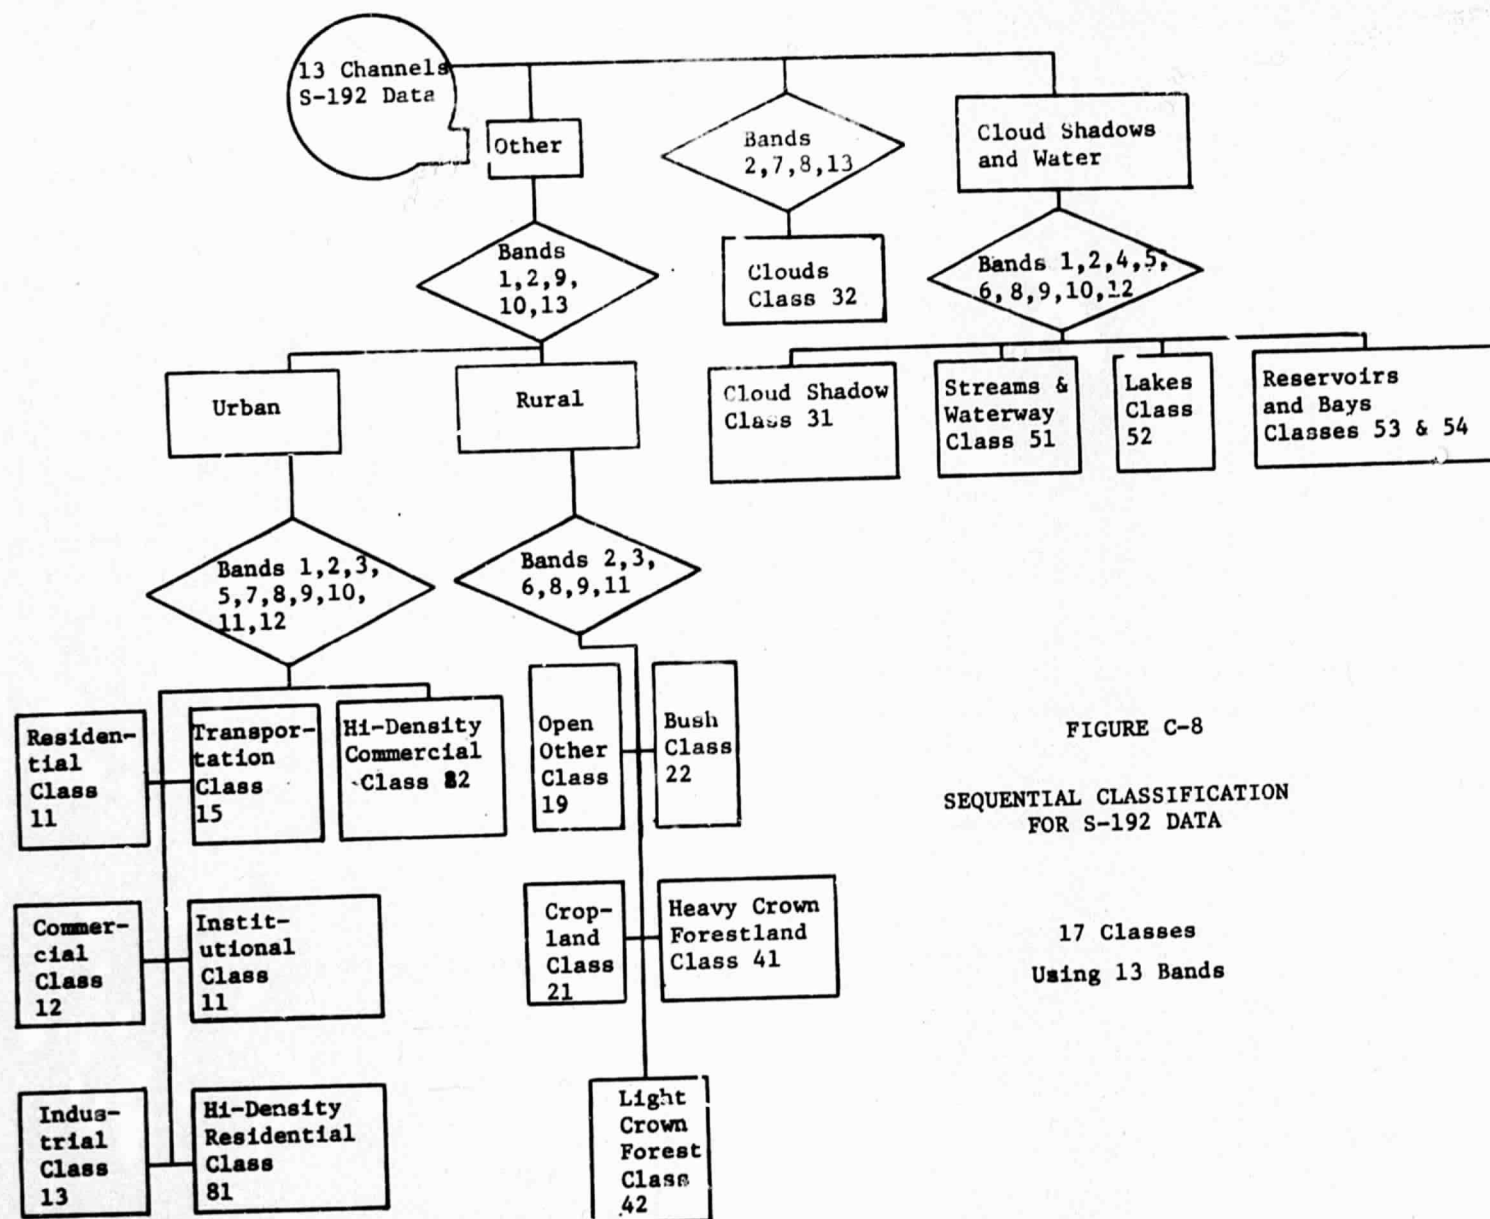 13 Channels
S-192 Data
Other
Bands
2,7,8,13
Cloud Shadows
and Water
Bands
1,2,9,
10,13
Clouds
Class 32
Bands 1,2,4,5,
6,8,9,10,12
Urban
Rural
Cloud Shadow
Class 31
Streams &
Waterway
Class 51
Lakes
Class
52
Reservoirs
and Bays
Classes 53 & 54
Bands 1,2,3,
5,7,8,9,10,
11,12
Bands 2,3,
6,8,9,11
Residen-
tial
Class
11
Transpor-
tation
Class
15
Hi-Density
Commercial
Class 82
Open
Other
Class
19
Bush
Class
22
Commer-
cial
Class
12
Instit-
utional
Class
11
Crop-
land
Class
21
Heavy Crown
Forestland
Class 41
Indus-
trial
Class
13
Hi-Density
Residential
Class
81
Light
Crown
Forest
Class
42
FIGURE C-8
SEQUENTIAL CLASSIFICATION
FOR S-192 DATA
17 Classes
Using 13 Bands